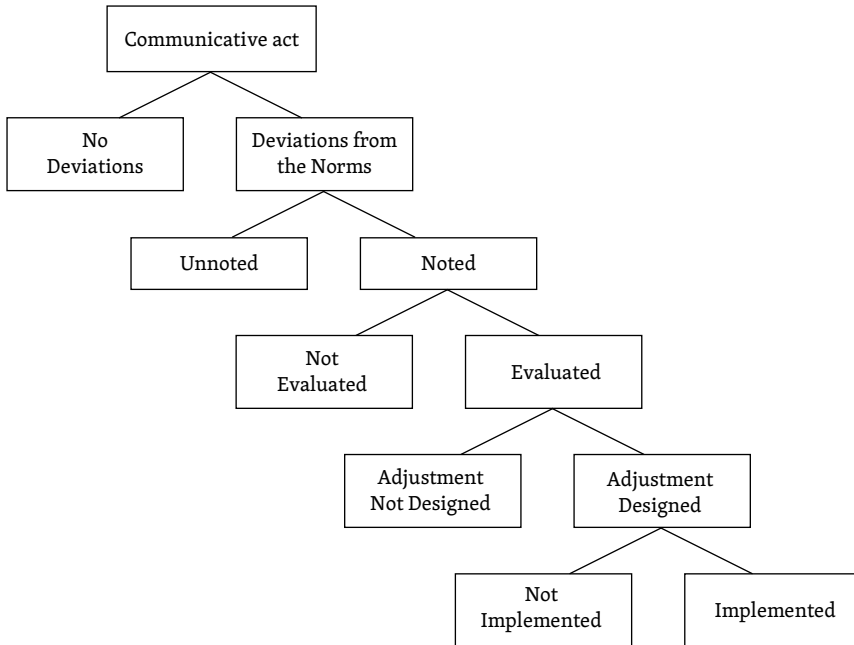 Communicative act
No
Deviations
Deviations from
the Norms
Unnoted
Noted
Not
Evaluated
Evaluated
Adjustment
Not Designed
Adjustment
Designed
Not
Implemented
Implemented